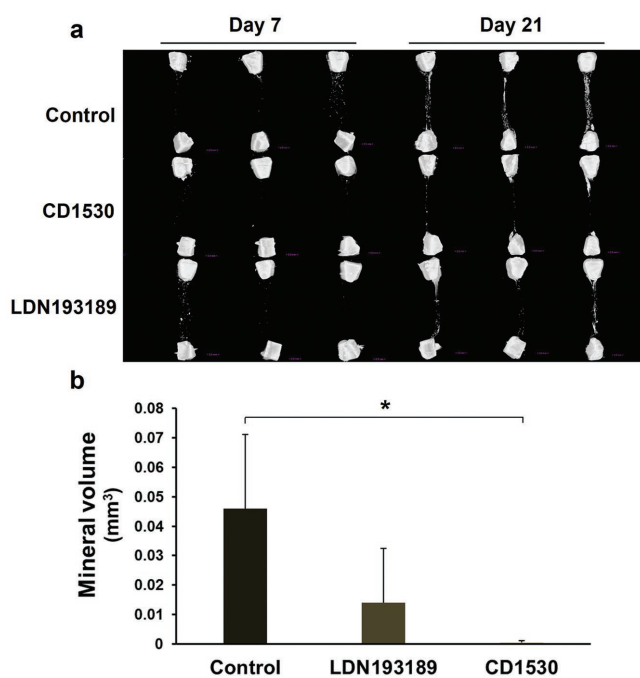 a
Day 7
Day 21
Control
CD1530
LDN193189
b
*
Mineral volume
(mm³)
0.08
0.07
0.06
0.05
0.04
0.03
0.02
0.01
0
Control
LDN193189
CD1530